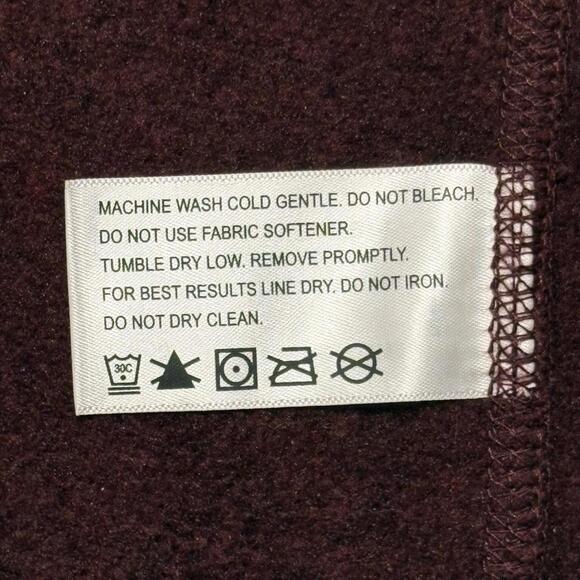 MACHINE WASH COLD GENTLE. DO NOT BLEACH.
DO NOT USE FABRIC SOFTENER.
TUMBLE DRY LOW. REMOVE PROMPTLY.
FOR BEST RESULTS LINE DRY. DO NOT IRON.
DO NOT DRY CLEAN.
30C